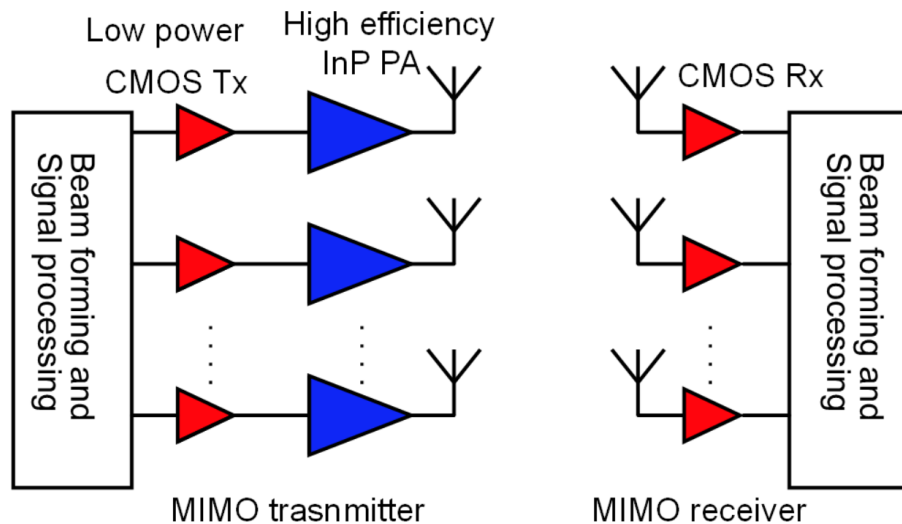 Low power
CMOS Tx
High efficiency
InP PA
CMOS Rx
Beam forming and
Signal processing
Beam forming and
Signal processing
MIMO trasnmitter
MIMO receiver